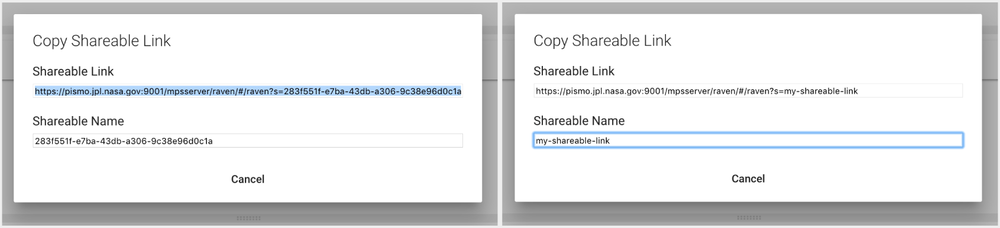 Copy Shareable Link
Shareable Link
https://pismo.jpl.nasa.gov:9001/mpsserver/raven/#/raven?s=283f551f-e7ba-43db-a306-9c38e96d0c1a
Shareable Name
283f551f-e7ba-43db-a306-9c38e96d0c1a
Cancel
Copy Shareable Link
Shareable Link
https://pismo.jpl.nasa.gov:9001/mpsserver/raven/#/raven?s=my-shareable-link
Shareable Name
my-shareable-link
Cancel